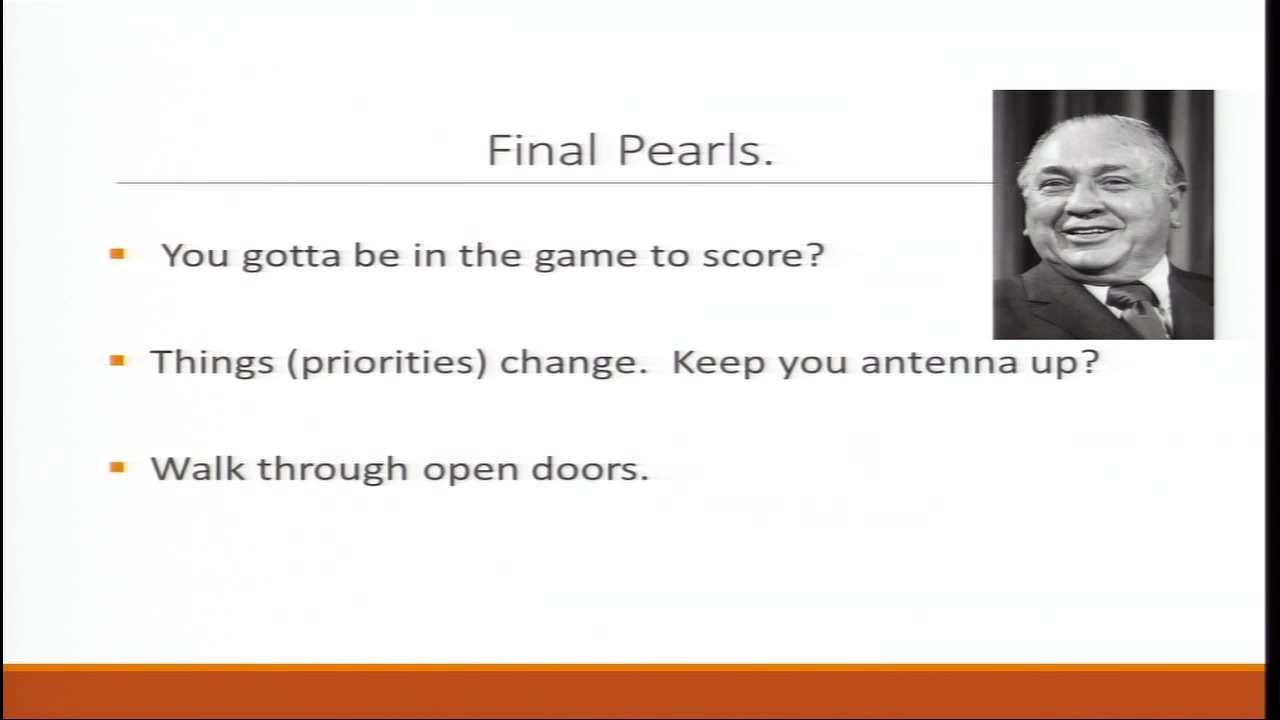 Final Pearls.
You gotta be in the game to score?
Things (priorities) change. Keep you antenna up?
Walk through open doors.